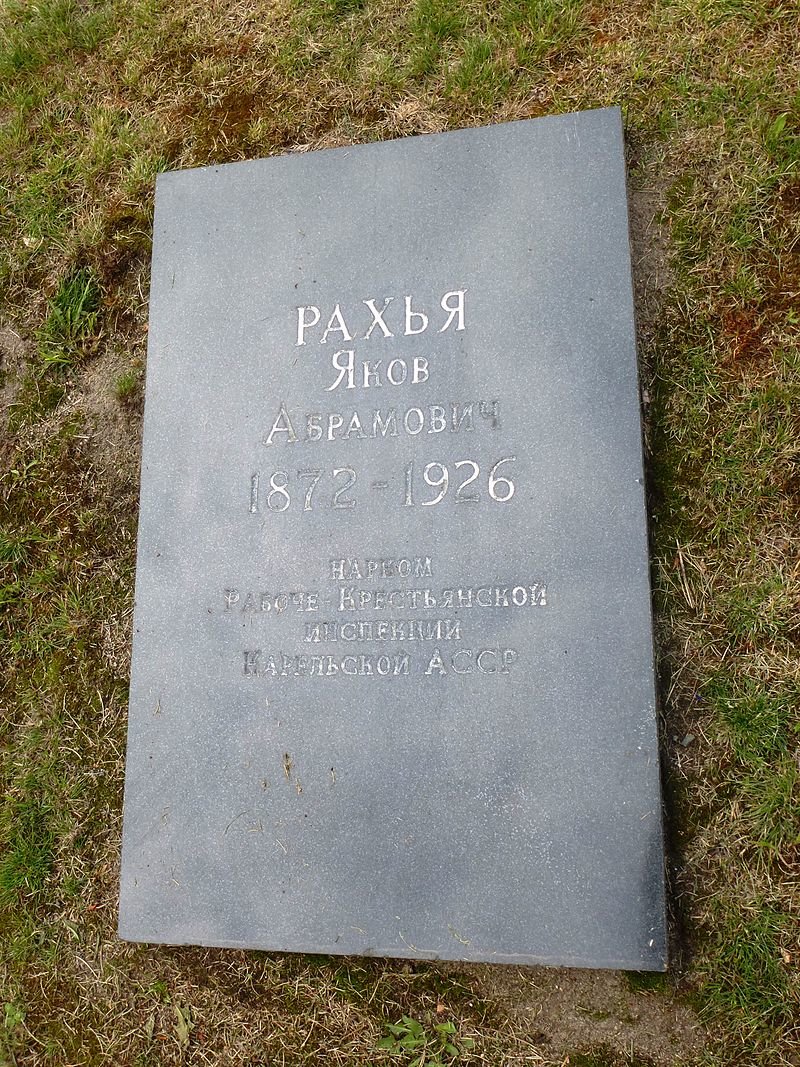 РАХЬЯ
Яков
Абрамович
1872 - 1926
нарком
Рабоче-Крестьянской
инспекции
Карельской АССР